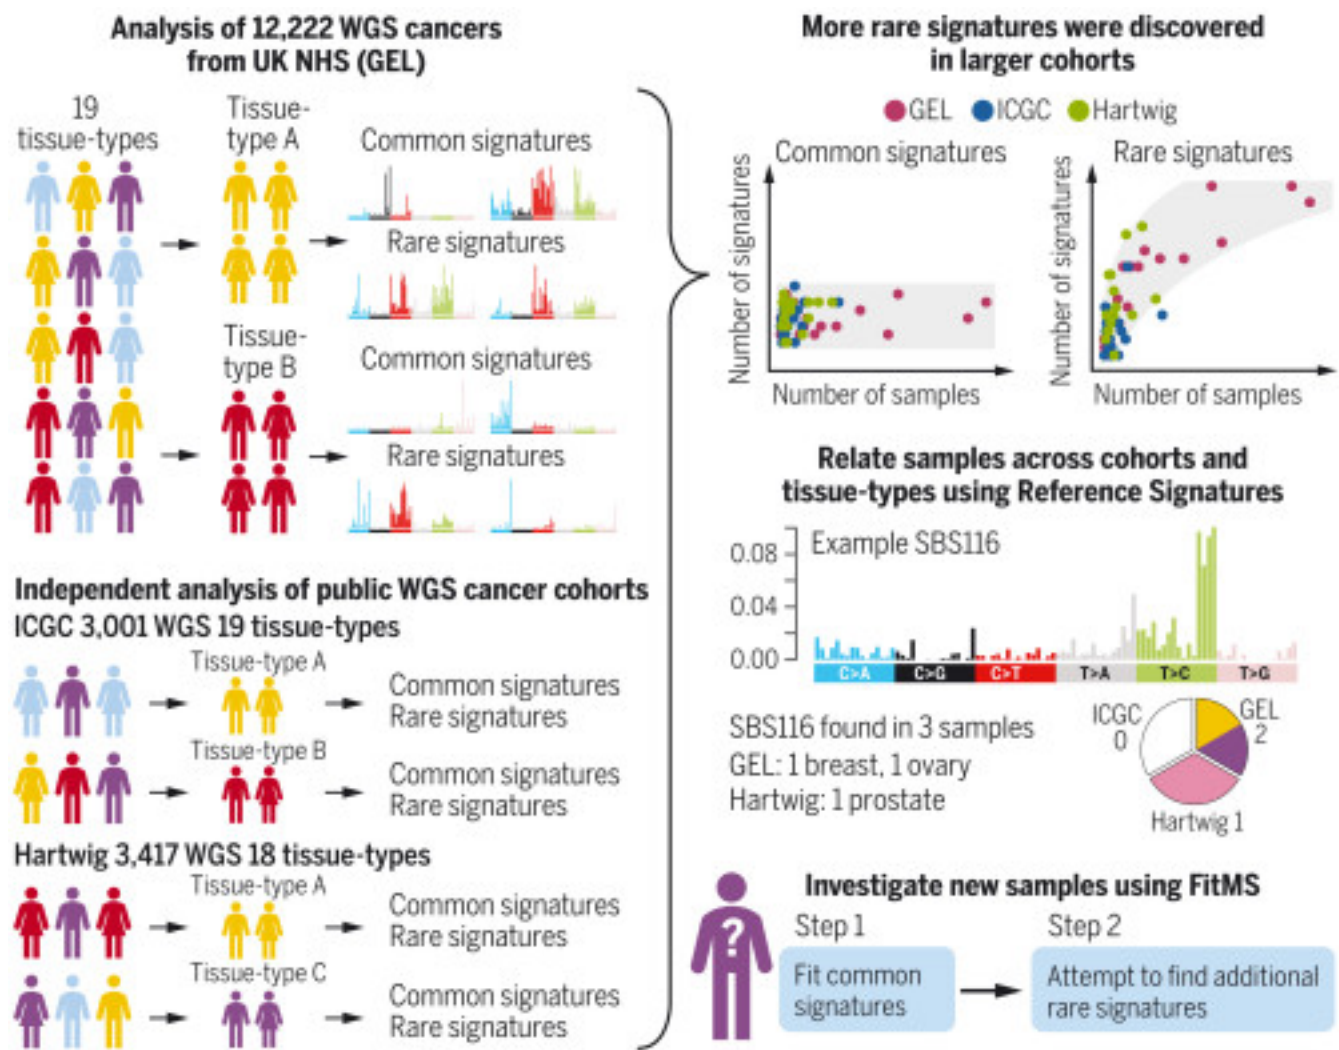 Analysis of 12,222 WGS cancers
from UK NHS (GEL)
19
tissue-types
Tissue-
type A
Common signatures
Rare signatures
Tissue-
type B
Common signatures
Rare signatures
Independent analysis of public WGS cancer cohorts
ICGC 3,001 WGS 19 tissue-types
Tissue-type A
Common signatures
Rare signatures
Tissue-type B
Common signatures
Rare signatures
Hartwig 3,417 WGS 18 tissue-types
Tissue-type A
Common signatures
Rare signatures
Tissue-type C
Common signatures
Rare signatures
More rare signatures were discovered
in larger cohorts
GEL ICGC Hartwig
Common signatures
Number of signatures
Number of samples
Rare signatures
Number of signatures
Number of samples
Relate samples across cohorts and
tissue-types using Reference Signatures
Example SBS116
0.08
0.04
0.00
C>A C>G C>T T>A T>C T>G
SBS116 found in 3 samples
GEL: 1 breast, 1 ovary
Hartwig: 1 prostate
ICGC
0
GEL
2
Hartwig 1
Investigate new samples using FitMS
?
Step 1
Fit common
signatures
Step 2
Attempt to find additional
rare signatures